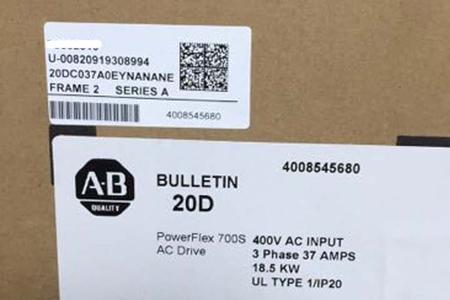 U-00820919308994
20DC037A0EYNANANE
FRAME 2 SERIES A
4008545680
4008545680
A-B
QUALITY
BULLETIN
20D
PowerFlex 700S
AC Drive
400V AC INPUT
3 Phase 37 AMPS
18.5 KW
UL TYPE 1/IP20